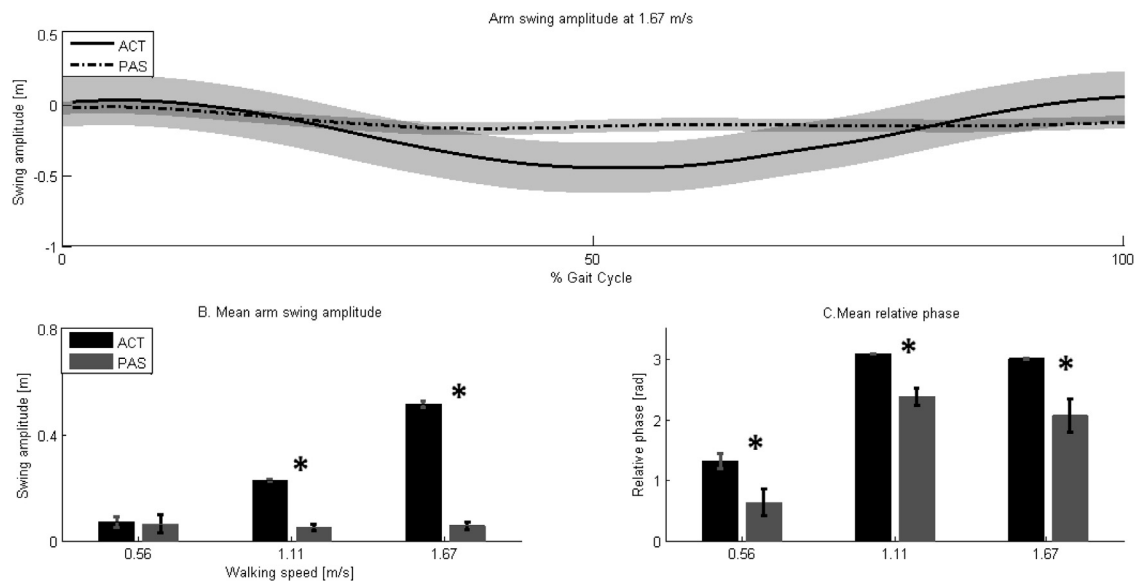 Arm swing amplitude at 1.67 m/s
0.5
ACT
PAS
0
-0.5
-1
Swing amplitude [m]
0
50
100
% Gait Cycle
B. Mean arm swing amplitude
0.8
ACT
PAS
0.4
0
Swing amplitude [m]
*
*
0.56
1.11
1.67
Walking speed [m/s]
C.Mean relative phase
3
2
1
0
Relative phase [rad]
*
*
*
0.56
1.11
1.67